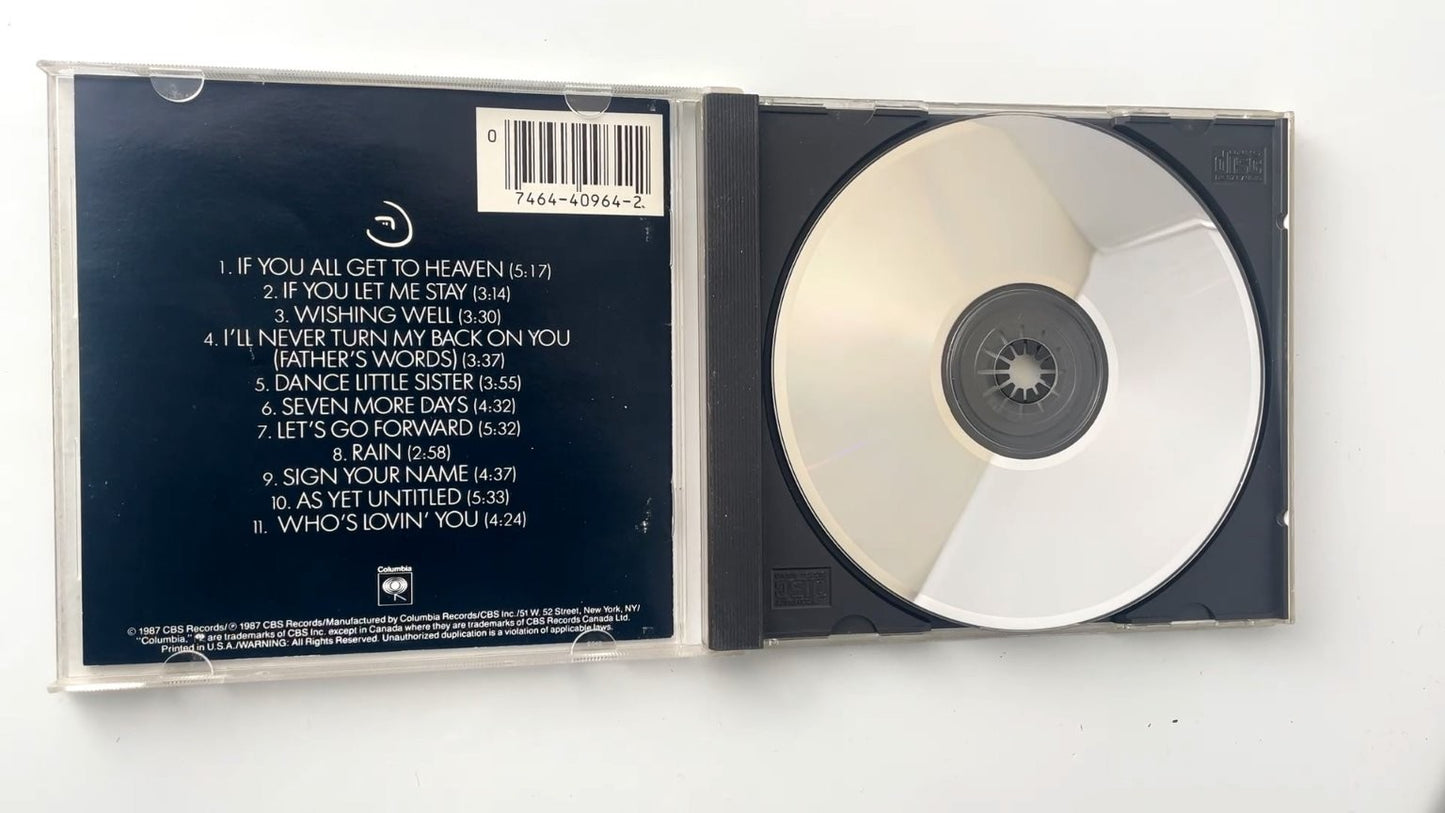 0
7464-40964-2
1. IF YOU ALL GET TO HEAVEN (5:17)
2. IF YOU LET ME STAY (3:14)
3. WISHING WELL (3:30)
4. I'LL NEVER TURN MY BACK ON YOU
(FATHER'S WORDS) (3:37)
5. DANCE LITTLE SISTER (3:55)
6. SEVEN MORE DAYS (4:32)
7. LET'S GO FORWARD (5:32)
8. RAIN (2:58)
9. SIGN YOUR NAME (4:37)
10. AS YET UNTITLED (5:33)
11. WHO'S LOVIN' YOU (4:24)
Columbia
© 1987 CBS Records/℗ 1987 CBS Records/Manufactured by Columbia Records/CBS Inc./51 W. 52 Street, New York, NY/
"Columbia," are trademarks of CBS Inc. except in Canada where they are trademarks of CBS Records Canada Ltd.
Printed in U.S.A./WARNING: All Rights Reserved. Unauthorized duplication is a violation of applicable laws.
disc